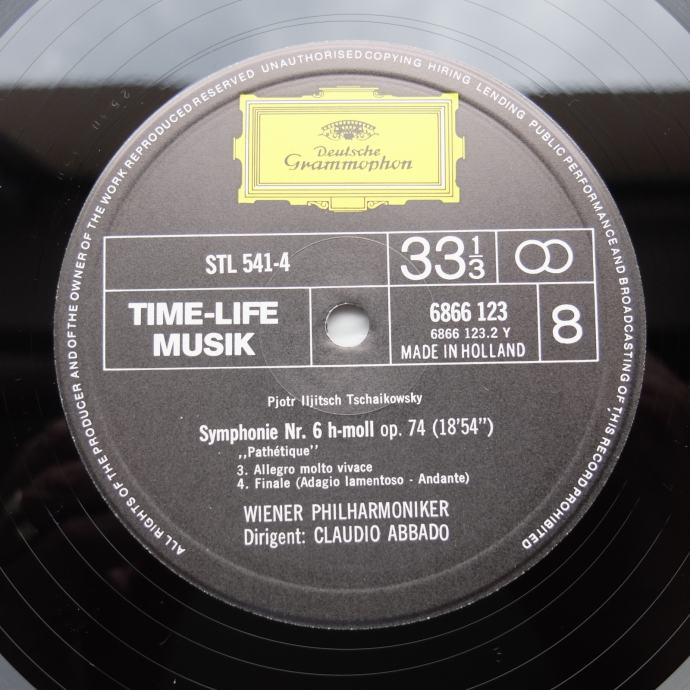 ALL RIGHTS OF THE PRODUCER AND OF THE OWNER OF THE WORK REPRODUCED RESERVED UNAUTHORISED COPYING HIRING LENDING PUBLIC PERFORMANCE AND BROADCASTING OF THIS RECORD PROHIBITED
Deutsche
Grammophon
STL 541-4
33⅓
TIME-LIFE
MUSIK
6866 123
6866 123.2 Y
MADE IN HOLLAND
8
Pjotr Iljitsch Tschaikowsky
Symphonie Nr. 6 h-moll op. 74 (18'54")
,,Pathétique''
3. Allegro molto vivace
4. Finale (Adagio lamentoso - Andante)
WIENER PHILHARMONIKER
Dirigent: CLAUDIO ABBADO